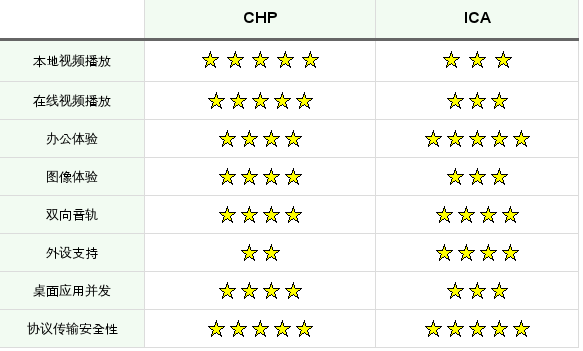 CHP ICA
本地视频播放
在线视频播放
办公体验
图像体验
双向音轨
外设支持
桌面应用并发
协议传输安全性